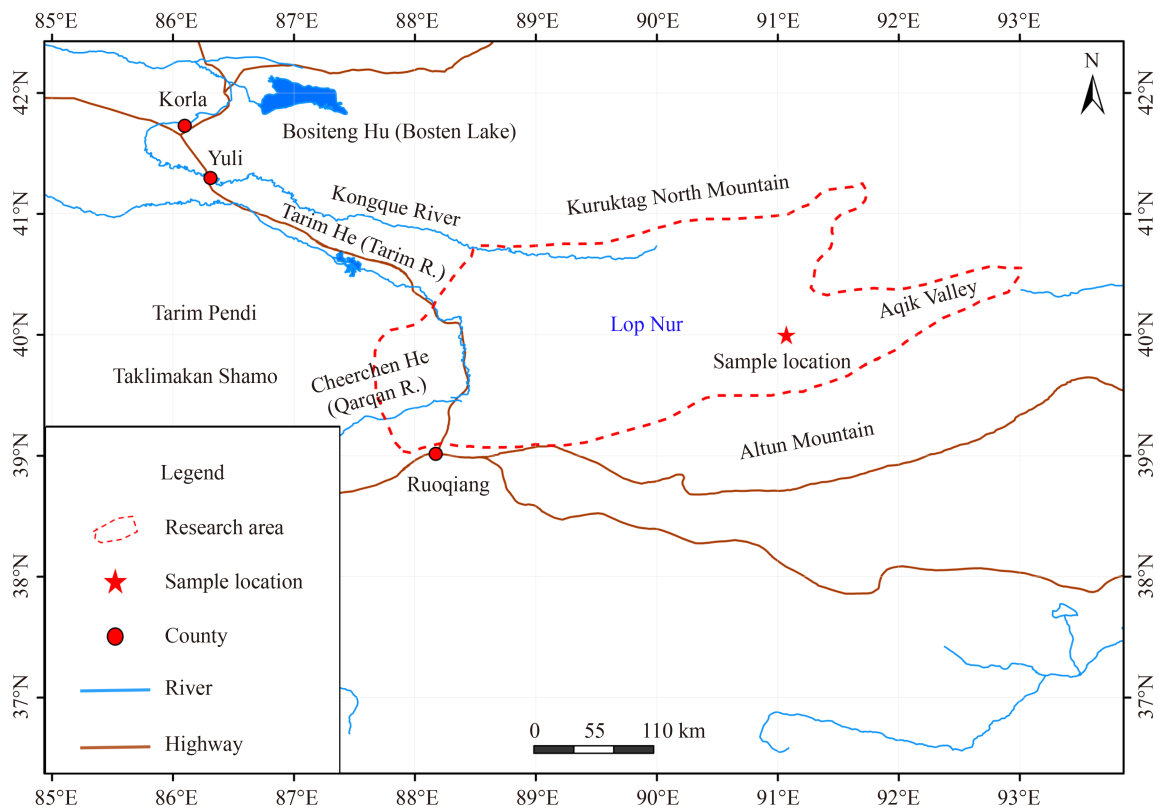 85°E 86°E 87°E 88°E 89°E 90°E 91°E 92°E 93°E
N
42°N
42°N
Korla
Bositeng Hu (Bosten Lake)
Yuli
Kongque River
Kuruktag North Mountain
41°N
41°N
Tarim He (Tarim R.)
Aqik Valley
Tarim Pendi
Lop Nur
40°N
40°N
Sample location
Taklimakan Shamo
Cheerchen He
(Qarqan R.)
Altun Mountain
39°N
39°N
Ruoqiang
Legend
Research area
Sample location
County
River
Highway
38°N
38°N
37°N
37°N
0 55 110 km
85°E 86°E 87°E 88°E 89°E 90°E 91°E 92°E 93°E